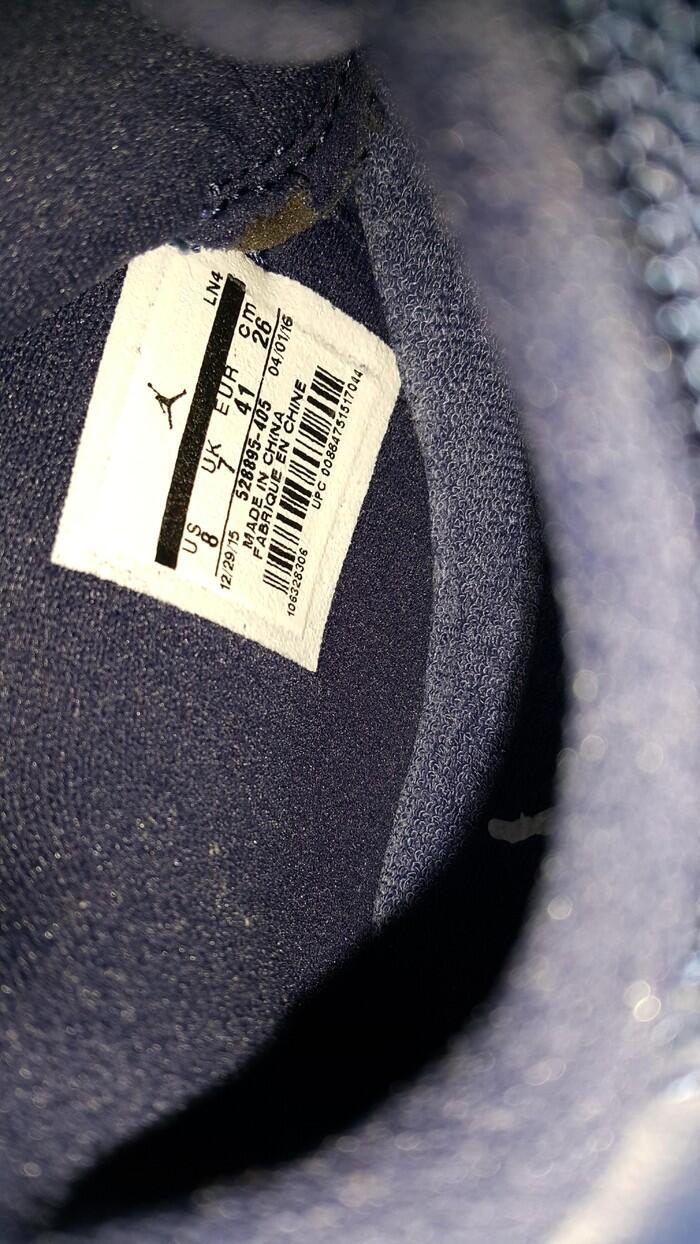 LN4
US UK EUR cm
8 7 41 26
12/29/15 528895-405 04/01/16
MADE IN CHINA
FABRIQUE EN CHINE
106328306 UPC 00886475151704